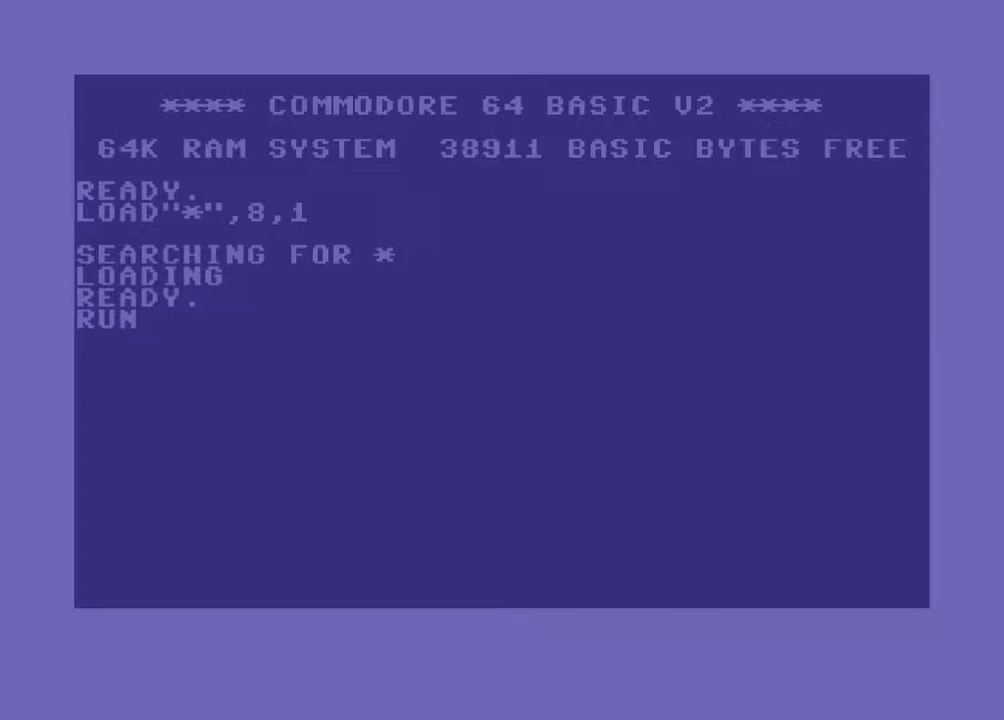 **** COMMODORE 64 BASIC V2 ****
64K RAM SYSTEM  38911 BASIC BYTES FREE
READY.
LOAD"*",8,1
SEARCHING FOR *
LOADING
READY.
RUN